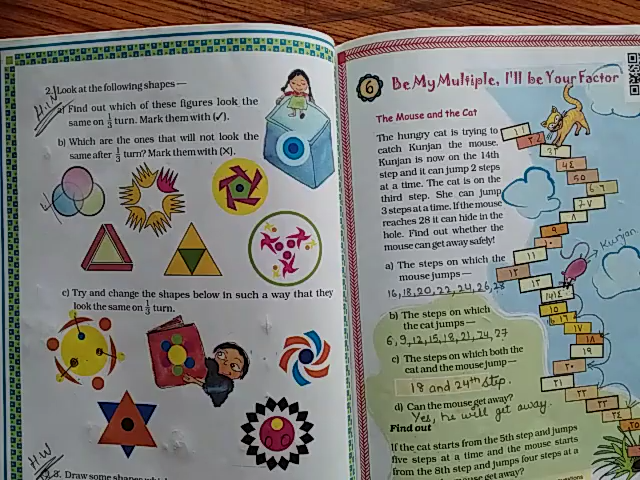 2. Look at the following shapes —
H.W
a) Find out which of these figures look the
same on 1/3 turn. Mark them with (✓).
b) Which are the ones that will not look the
same after 1/3 turn? Mark them with (X).
c) Try and change the shapes below in such a way that they
look the same on 1/3 turn.
H.W
Draw some shapes
6 Be My Multiple, I'll be Your Factor
The Mouse and the Cat
The hungry cat is trying to
catch Kunjan the mouse.
Kunjan is now on the 14th
step and it can jump 2 steps
at a time. The cat is on the
third step. She can jump
3 steps at a time. If the mouse
reaches 28 it can hide in the
hole. Find out whether the
mouse can get away safely!
a) The steps on which the
mouse jumps —
16, 18, 20, 22, 24, 26, 28
b) The steps on which
the cat jumps —
6, 9, 12, 15, 18, 21, 24, 27
c) The steps on which both the
cat and the mouse jump —
18 and 24th step.
d) Can the mouse get away?
Yes, he will get away.
Find out
If the cat starts from the 5th step and jumps
five steps at a time and the mouse starts
from the 8th step and jumps four steps at a
Kunjan